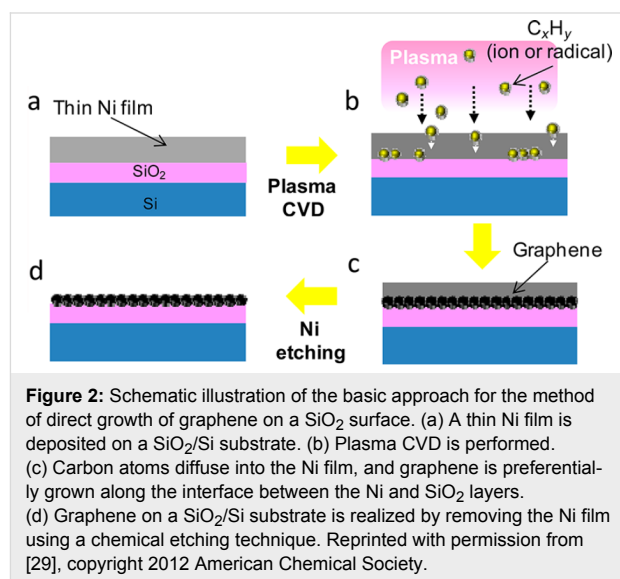 CₓHᵧ
(ion or radical)
Plasma
a
Thin Ni film
b
SiO₂
Si
Plasma
CVD
Graphene
d
c
Ni
etching
Figure 2: Schematic illustration of the basic approach for the method
of direct growth of graphene on a SiO₂ surface. (a) A thin Ni film is
deposited on a SiO₂/Si substrate. (b) Plasma CVD is performed.
(c) Carbon atoms diffuse into the Ni film, and graphene is preferential-
ly grown along the interface between the Ni and SiO₂ layers.
(d) Graphene on a SiO₂/Si substrate is realized by removing the Ni film
using a chemical etching technique. Reprinted with permission from
[29], copyright 2012 American Chemical Society.